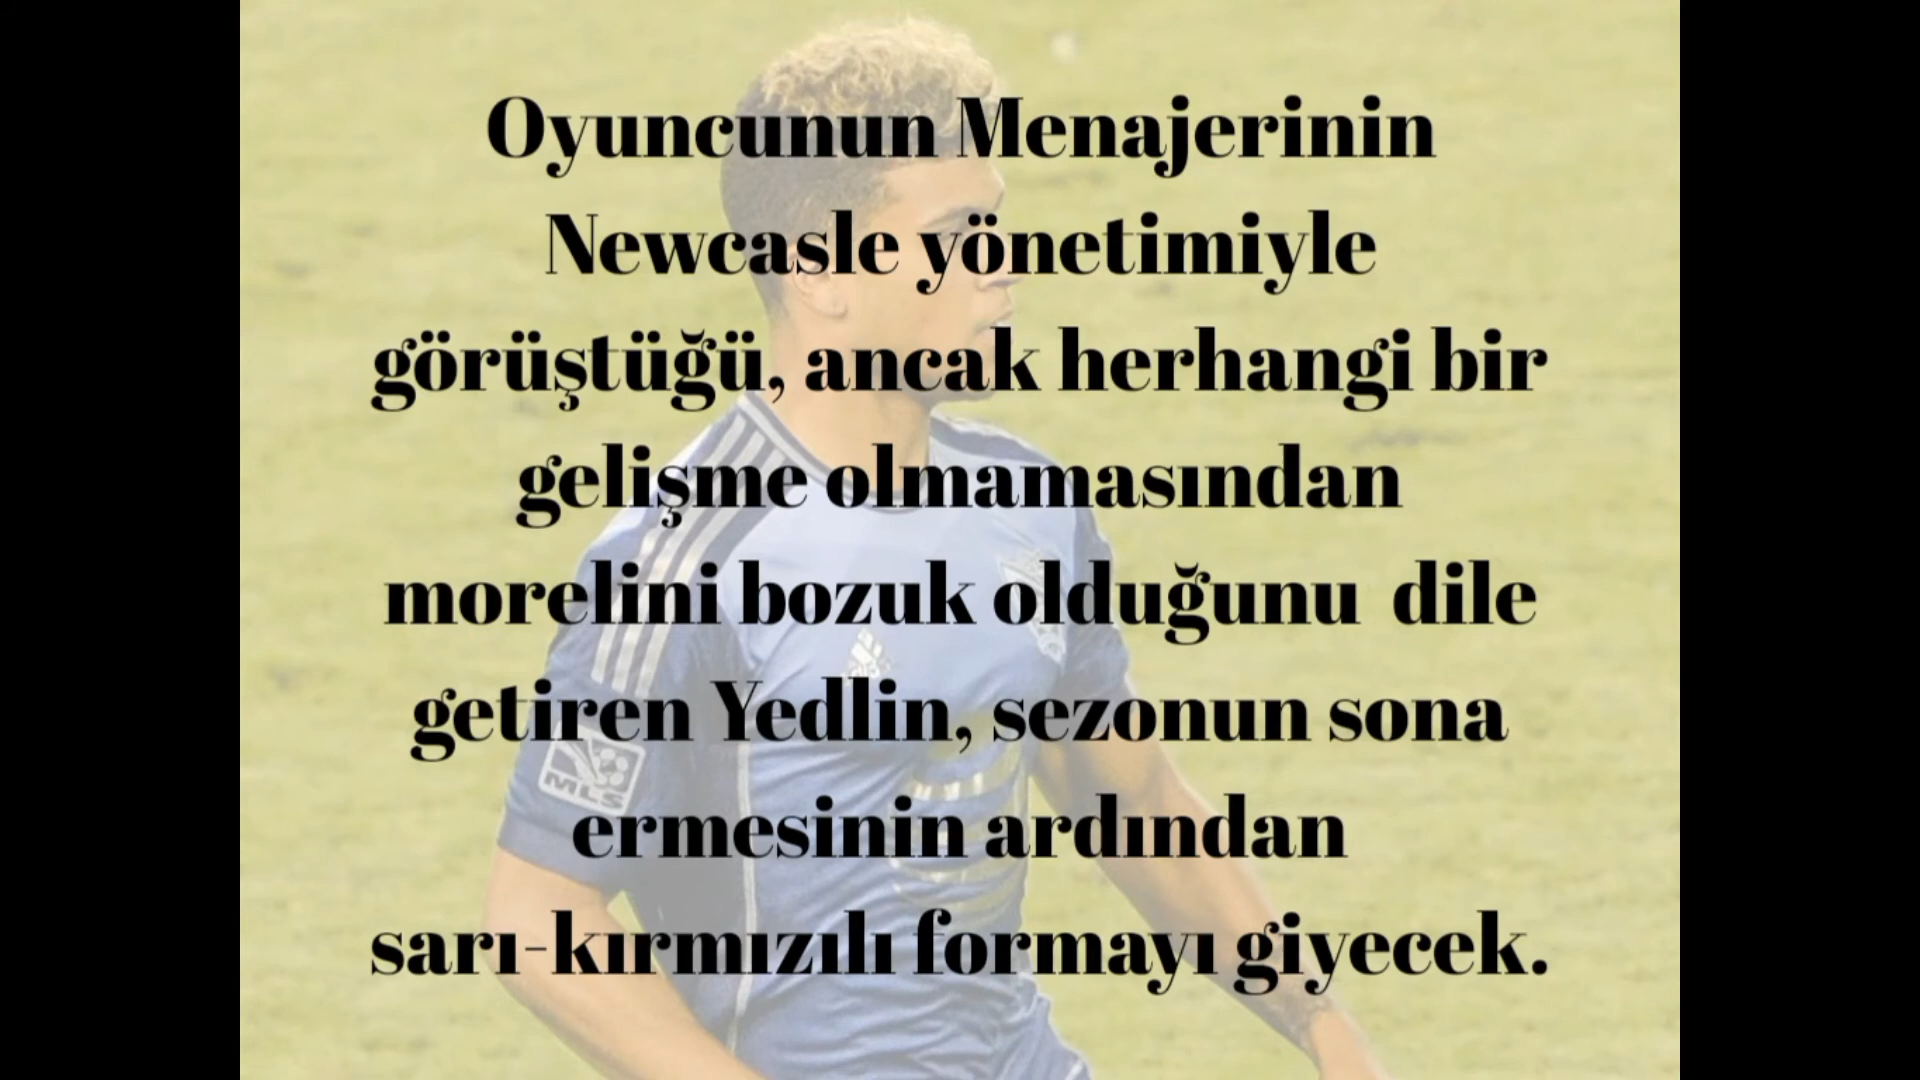 Oyuncunun Menajerinin
Newcasle yönetimiyle
görüştüğü, ancak herhangi bir
gelişme olmamasından
morelini bozuk olduğunu  dile
getiren Yedlin, sezonun sona
ermesinin ardından
sarı-kırmızılı formayı giyecek.
MLS